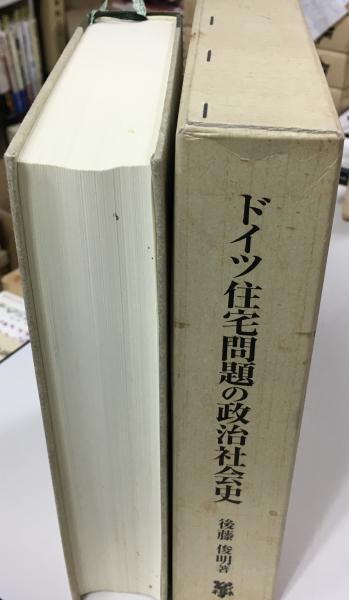 ドイツ住宅問題の政治社会史
後藤 俊明著